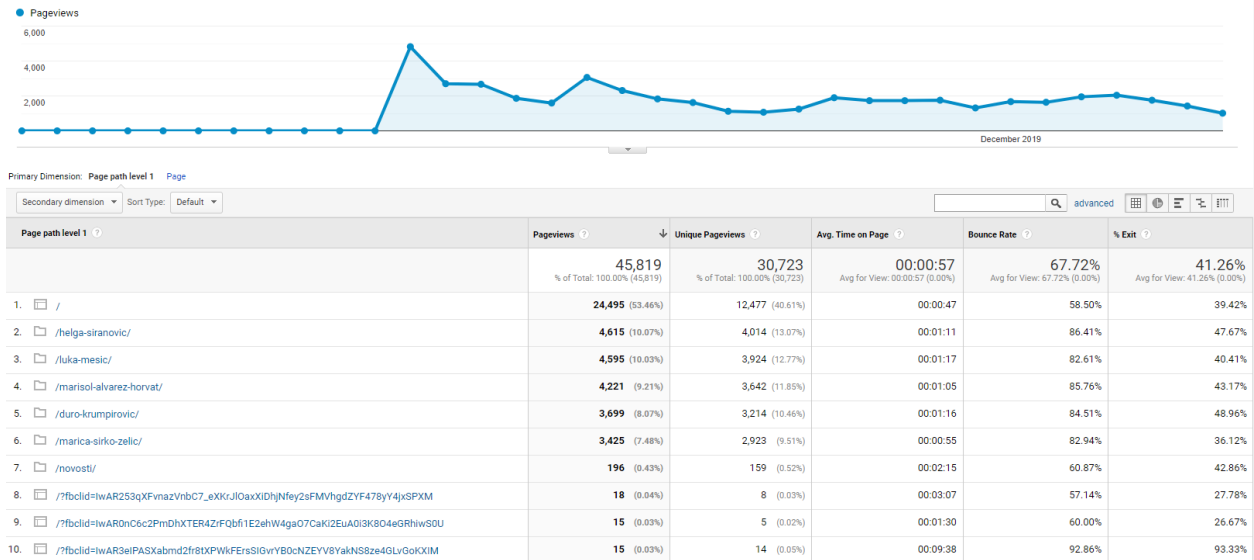 Pageviews
6,000
4,000
2,000
December 2019
Primary Dimension: Page path level 1 Page
Secondary dimension Sort Type: Default advanced
Page path level 1 ? Pageviews ? Unique Pageviews ? Avg. Time on Page ? Bounce Rate ? % Exit ?
45,819 30,723 00:00:57 67.72% 41.26%
% of Total: 100.00% (45,819) % of Total: 100.00% (30,723) Avg for View: 00:00:57 (0.00%) Avg for View: 67.72% (0.00%) Avg for View: 41.26% (0.00%)
1. / 24,495 (53.46%) 12,477 (40.61%) 00:00:47 58.50% 39.42%
2. /helga-siranovic/ 4,615 (10.07%) 4,014 (13.07%) 00:01:11 86.41% 47.67%
3. /luka-mesic/ 4,595 (10.03%) 3,924 (12.77%) 00:01:17 82.61% 40.41%
4. /marisol-alvarez-horvat/ 4,221 (9.21%) 3,642 (11.85%) 00:01:05 85.76% 43.17%
5. /duro-krumpirovic/ 3,699 (8.07%) 3,214 (10.46%) 00:01:16 84.51% 48.96%
6. /marica-sirko-zelic/ 3,425 (7.48%) 2,923 (9.51%) 00:00:55 82.94% 36.12%
7. /novosti/ 196 (0.43%) 159 (0.52%) 00:02:15 60.87% 42.86%
8. /?fbclid=IwAR253qXFvnazVnbC7_eXKrJlOaxXiDhjNfey2sFMVhgdZYF478yY4jxSPXM 18 (0.04%) 8 (0.03%) 00:03:07 57.14% 27.78%
9. /?fbclid=IwAR0nC6c2PmDhXTER4ZrFQbfi1E2ehW4gaO7CaKi2EuA0i3K8O4eGRhiwS0U 15 (0.03%) 5 (0.02%) 00:01:30 60.00% 26.67%
10. /?fbclid=IwAR3eIPASXabmd2fr8tXPWkFErsSIGvrYB0cNZEYV8YakNS8ze4GLvGoKXIM 15 (0.03%) 14 (0.05%) 00:09:38 92.86% 93.33%